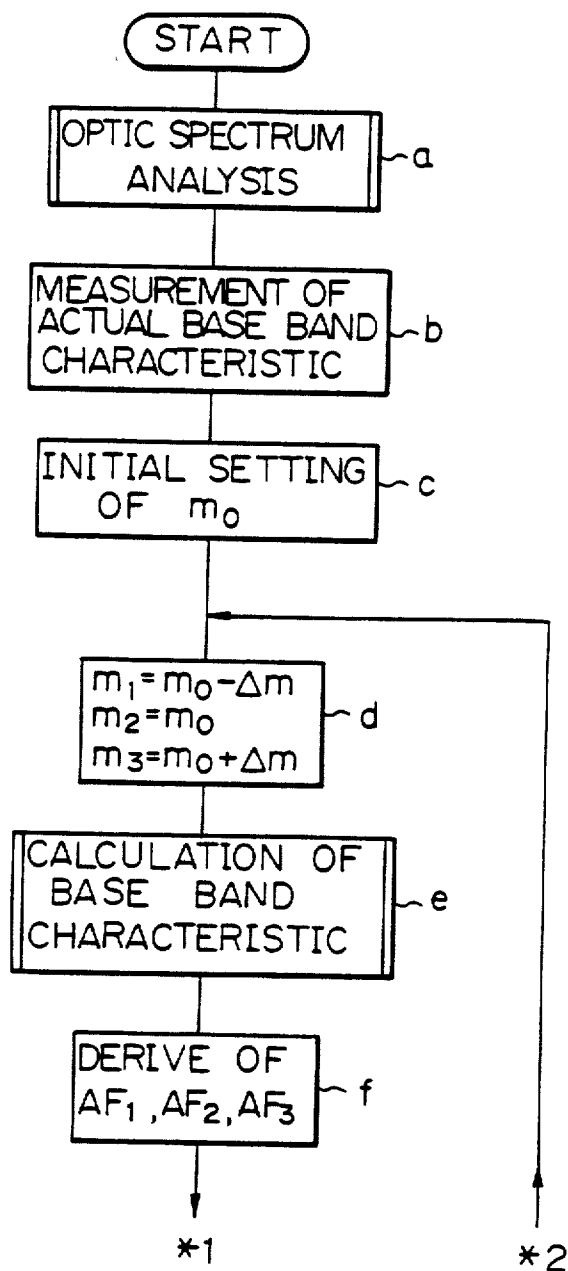 START
OPTIC SPECTRUM
ANALYSIS
a
MEASUREMENT OF
ACTUAL BASE BAND
CHARACTERISTIC
b
INITIAL SETTING
OF m₀
c
m₁=m₀-Δm
m₂=m₀
m₃=m₀+Δm
d
CALCULATION OF
BASE BAND
CHARACTERISTIC
e
DERIVE OF
AF₁, AF₂, AF₃
f
*1
*2